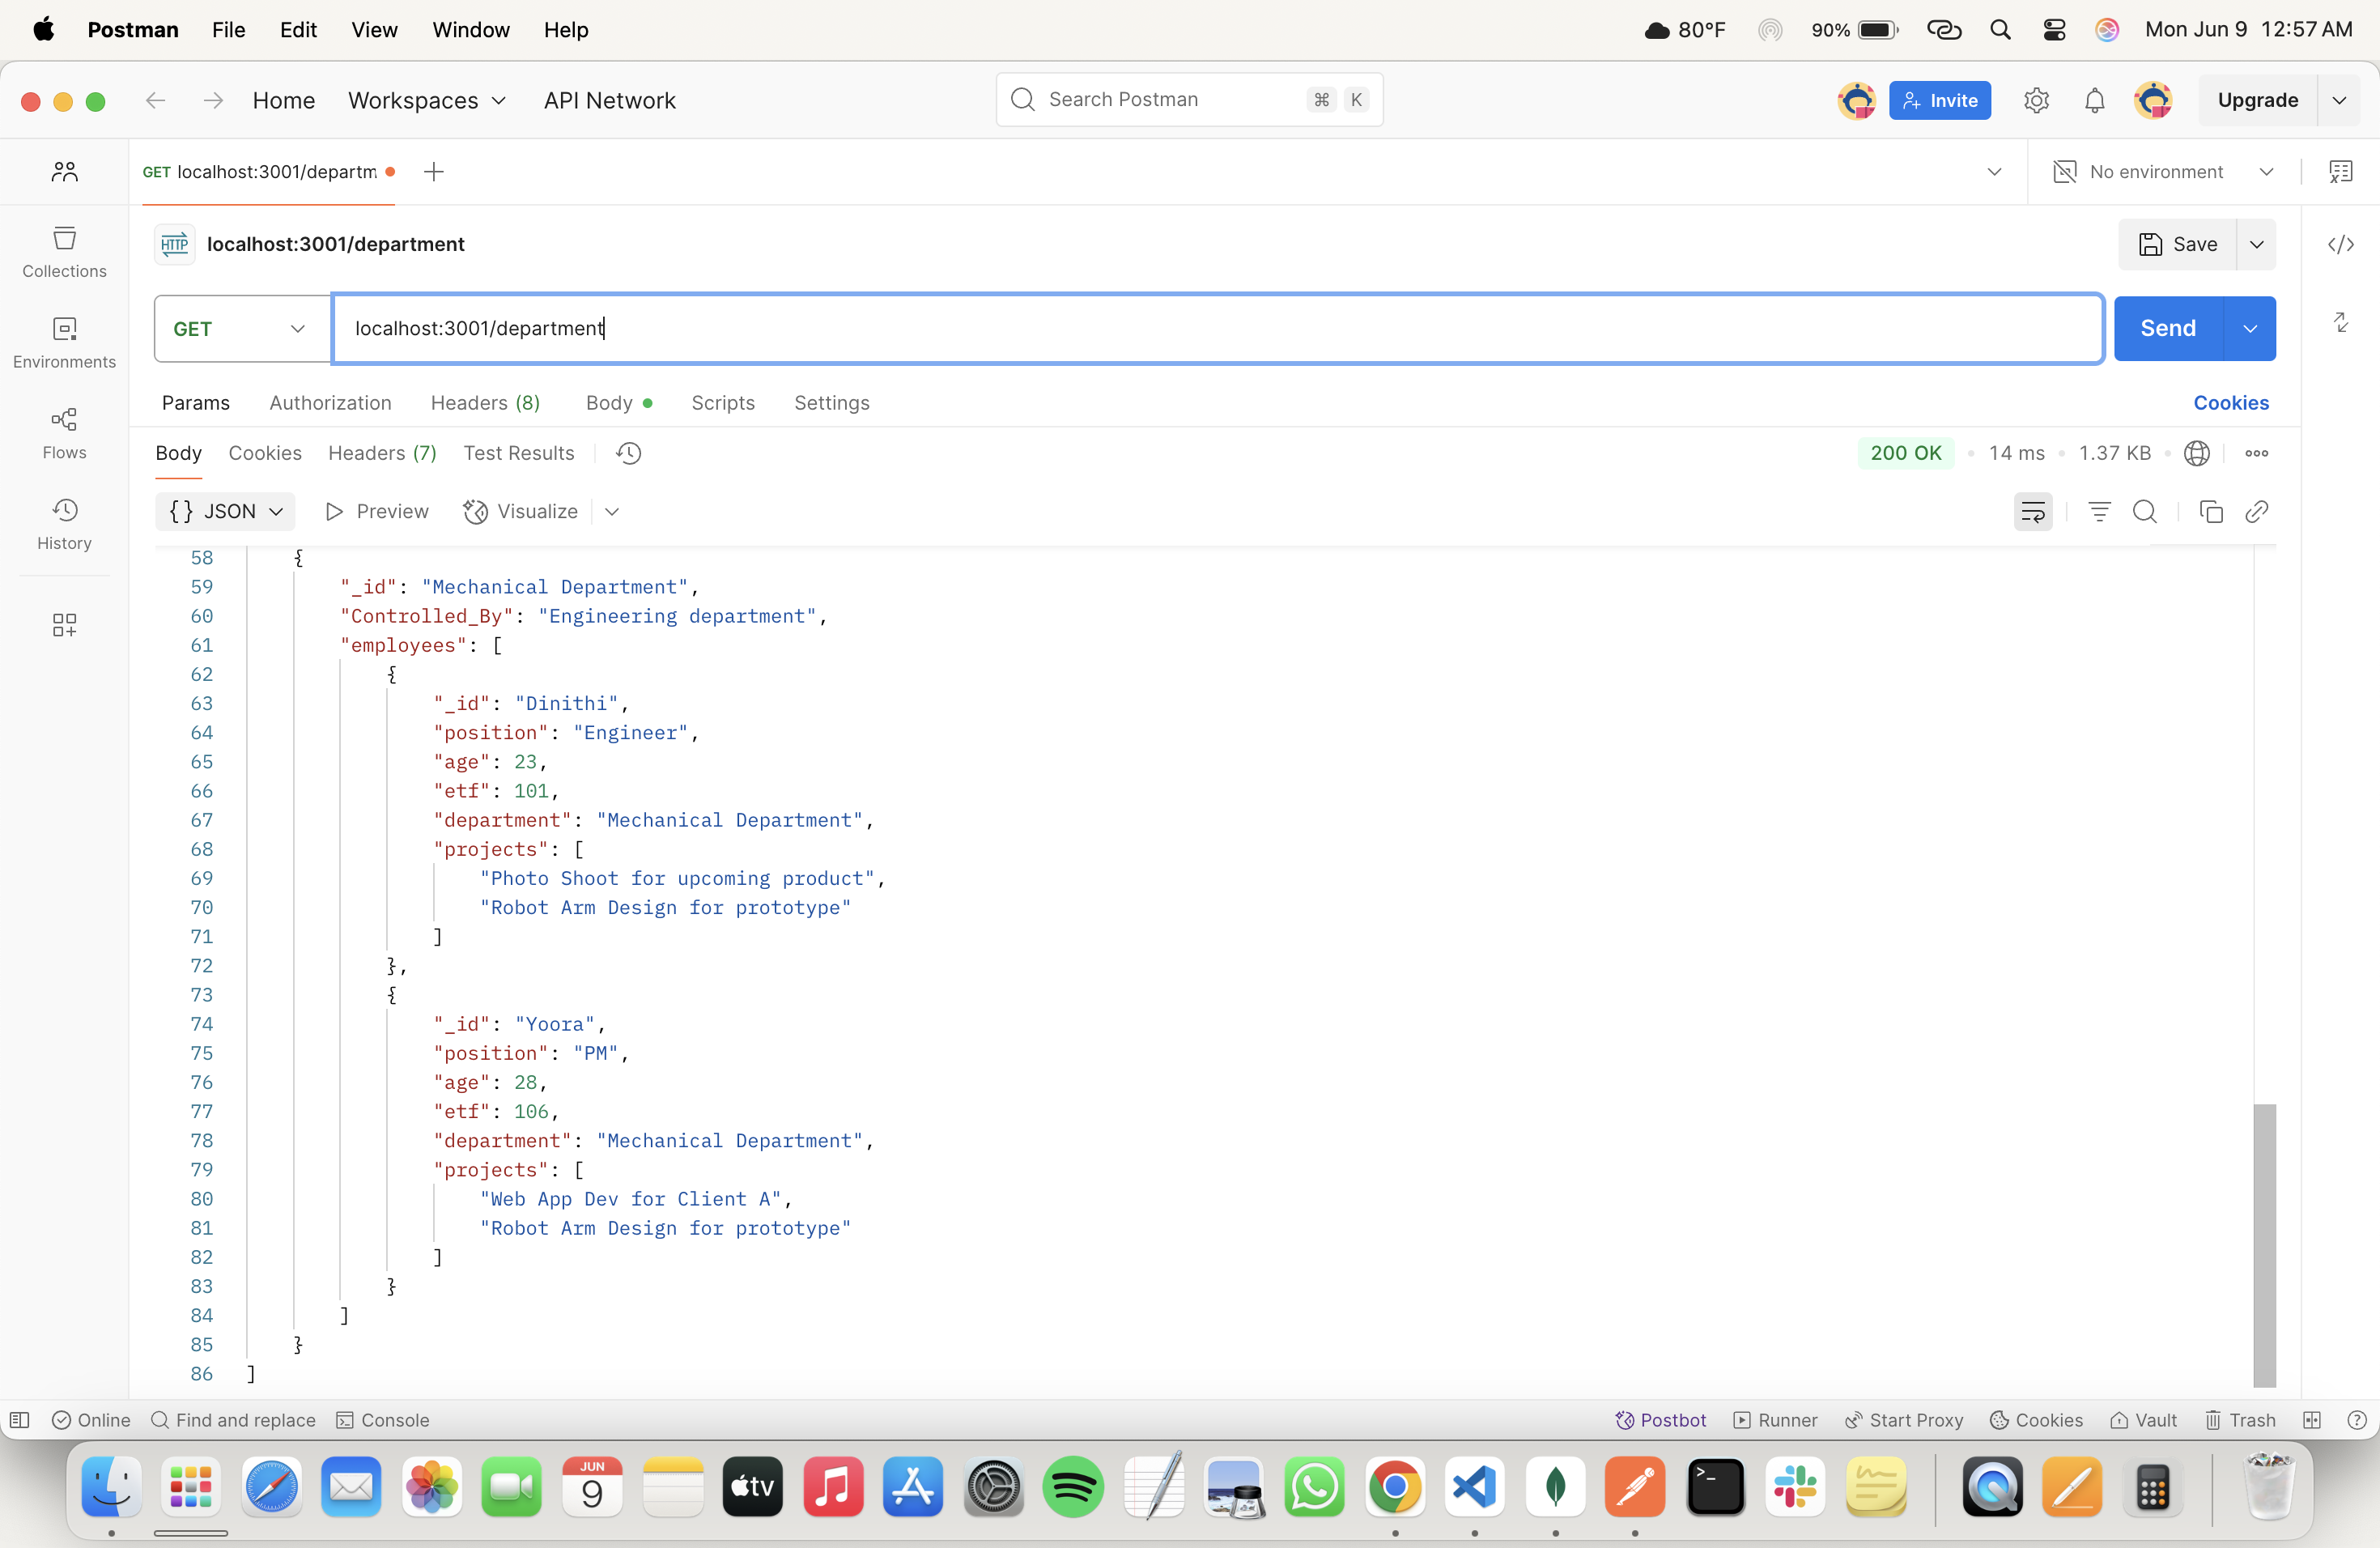 Postman File Edit View Window Help 80°F 90% Mon Jun 9 12:57 AM
Home Workspaces API Network Search Postman ⌘ K Invite Upgrade
GET localhost:3001/departm No environment
HTTP localhost:3001/department Save
GET localhost:3001/department Send
Params Authorization Headers (8) Body Scripts Settings Cookies
Body Cookies Headers (7) Test Results 200 OK 14 ms 1.37 KB
{} JSON Preview Visualize
Collections
Environments
Flows
History
58 {
59 "_id": "Mechanical Department",
60 "Controlled_By": "Engineering department",
61 "employees": [
62 {
63 "_id": "Dinithi",
64 "position": "Engineer",
65 "age": 23,
66 "etf": 101,
67 "department": "Mechanical Department",
68 "projects": [
69 "Photo Shoot for upcoming product",
70 "Robot Arm Design for prototype"
71 ]
72 },
73 {
74 "_id": "Yoora",
75 "position": "PM",
76 "age": 28,
77 "etf": 106,
78 "department": "Mechanical Department",
79 "projects": [
80 "Web App Dev for Client A",
81 "Robot Arm Design for prototype"
82 ]
83 }
84 ]
85 }
86 ]
Online Find and replace Console Postbot Runner Start Proxy Cookies Vault Trash
JUN
9
tv